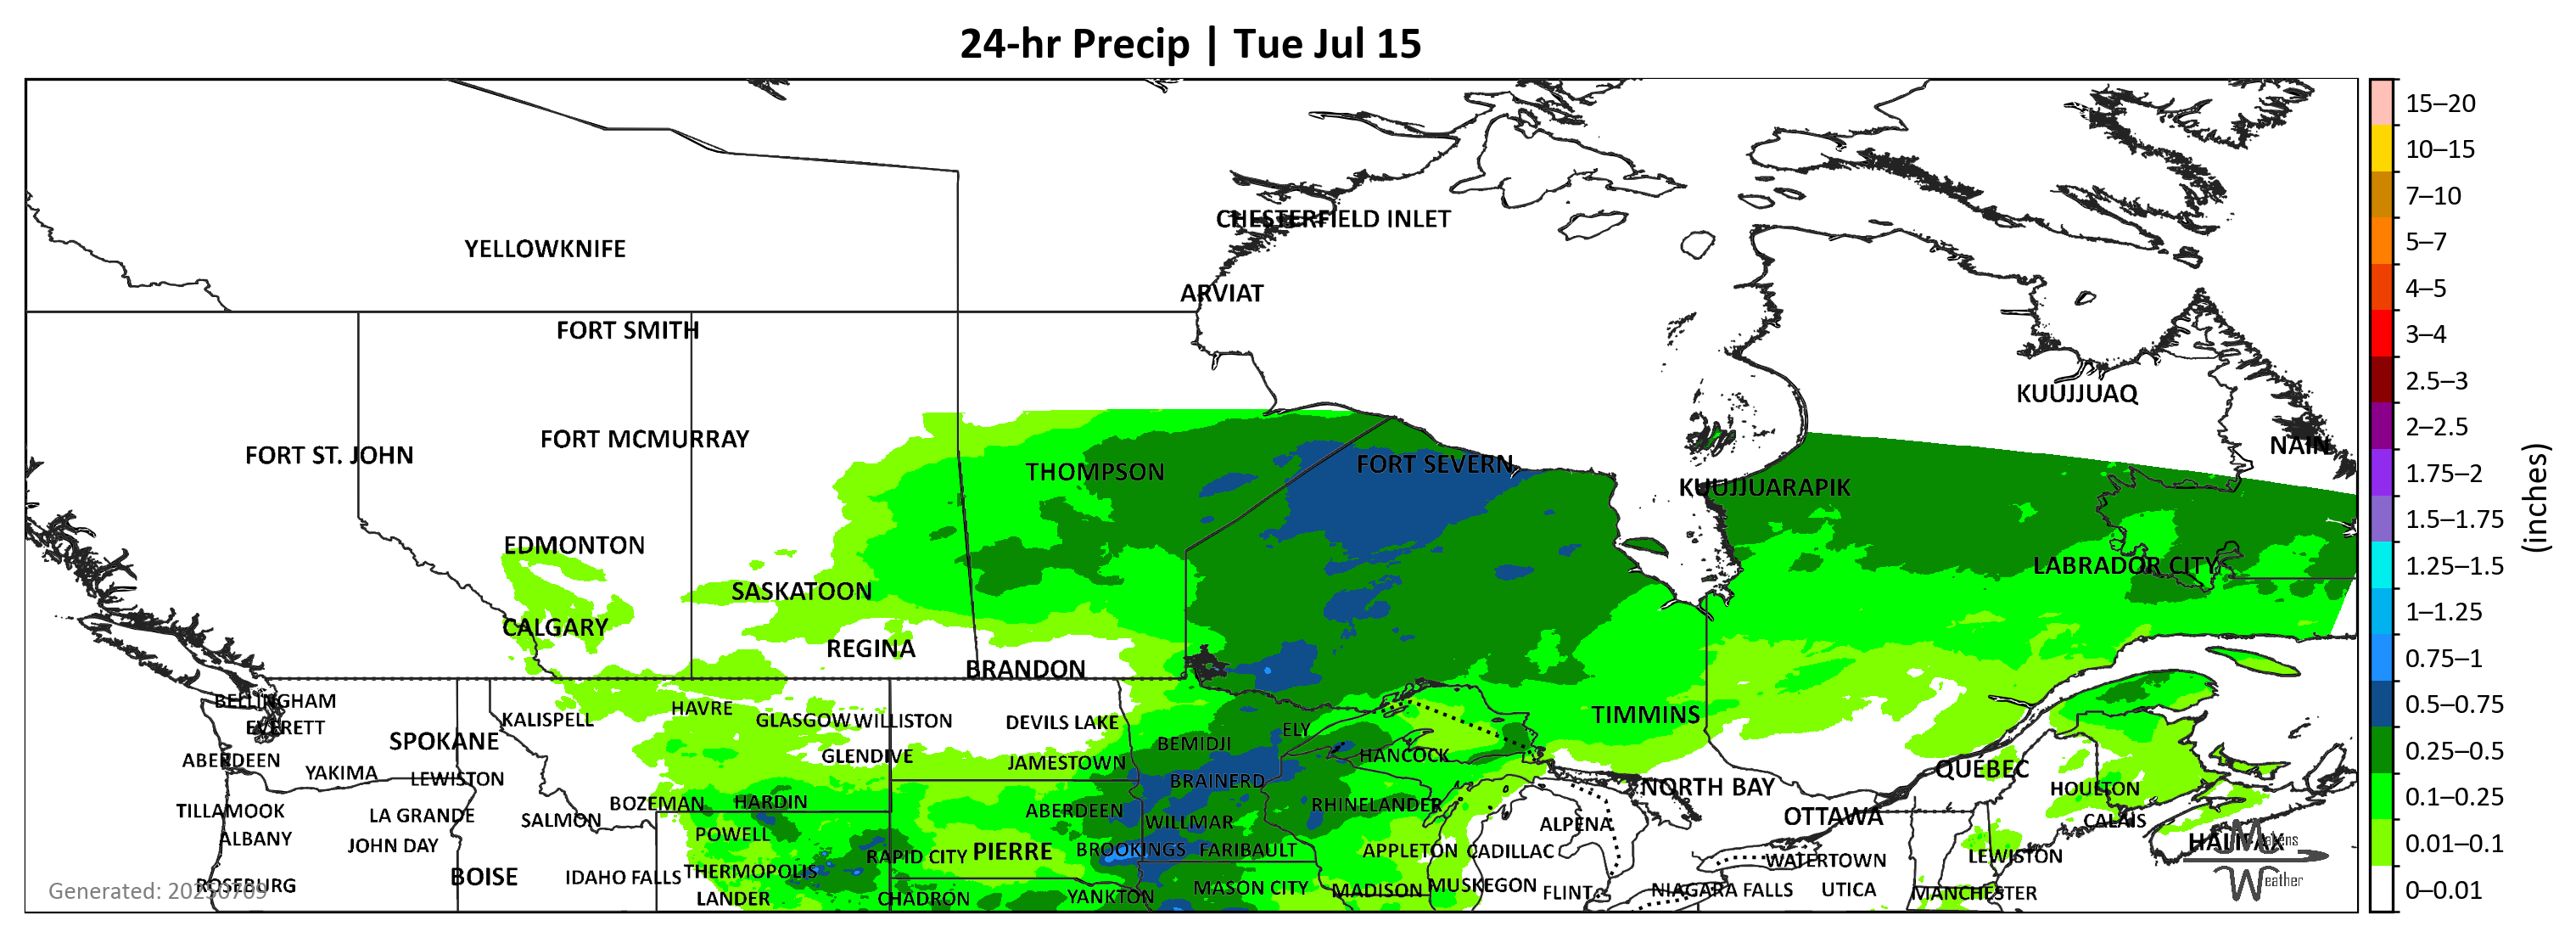 24-hr Precip | Tue Jul 15
CHESTERFIELD INLET
YELLOWKNIFE
ARVIAT
FORT SMITH
KUUJJUAQ
FORT MCMURRAY
NAIN
FORT ST. JOHN
FORT SEVERN
THOMPSON
KUUJJUARAPIK
EDMONTON
LABRADOR CITY
SASKATOON
CALGARY
REGINA
BRANDON
BELLINGHAM
HAVRE
TIMMINS
KALISPELL
GLASGOW WILLISTON
DEVILS LAKE
EVERETT
ELY
SPOKANE
BEMIDJI
ABERDEEN
GLENDIVE
JAMESTOWN
HANCOCK
QUÉBEC
YAKIMA
LEWISTON
BRAINERD
NORTH BAY
HOULTON
BOZEMAN
HARDIN
RHINELANDER
TILLAMOOK
LA GRANDE
SALMON
ABERDEEN
WILLMAR
ALPENA
OTTAWA
CALAIS
ALBANY
JOHN DAY
POWELL
HALIFAX
RAPID CITY
PIERRE
BROOKINGS
FARIBAULT
APPLETON
CADILLAC
WATERTOWN
LEWISTON
BOISE
IDAHO FALLS
THERMOPOLIS
ROSEBURG
MASON CITY
MADISON
MUSKEGON
FLINT
NIAGARA FALLS
UTICA
MANCHESTER
LANDER
CHADRON
YANKTON
Weather
15–20
10–15
7–10
5–7
4–5
3–4
2.5–3
2–2.5
1.75–2
1.5–1.75
1.25–1.5
1–1.25
0.75–1
0.5–0.75
0.25–0.5
0.1–0.25
0.01–0.1
0–0.01
(inches)